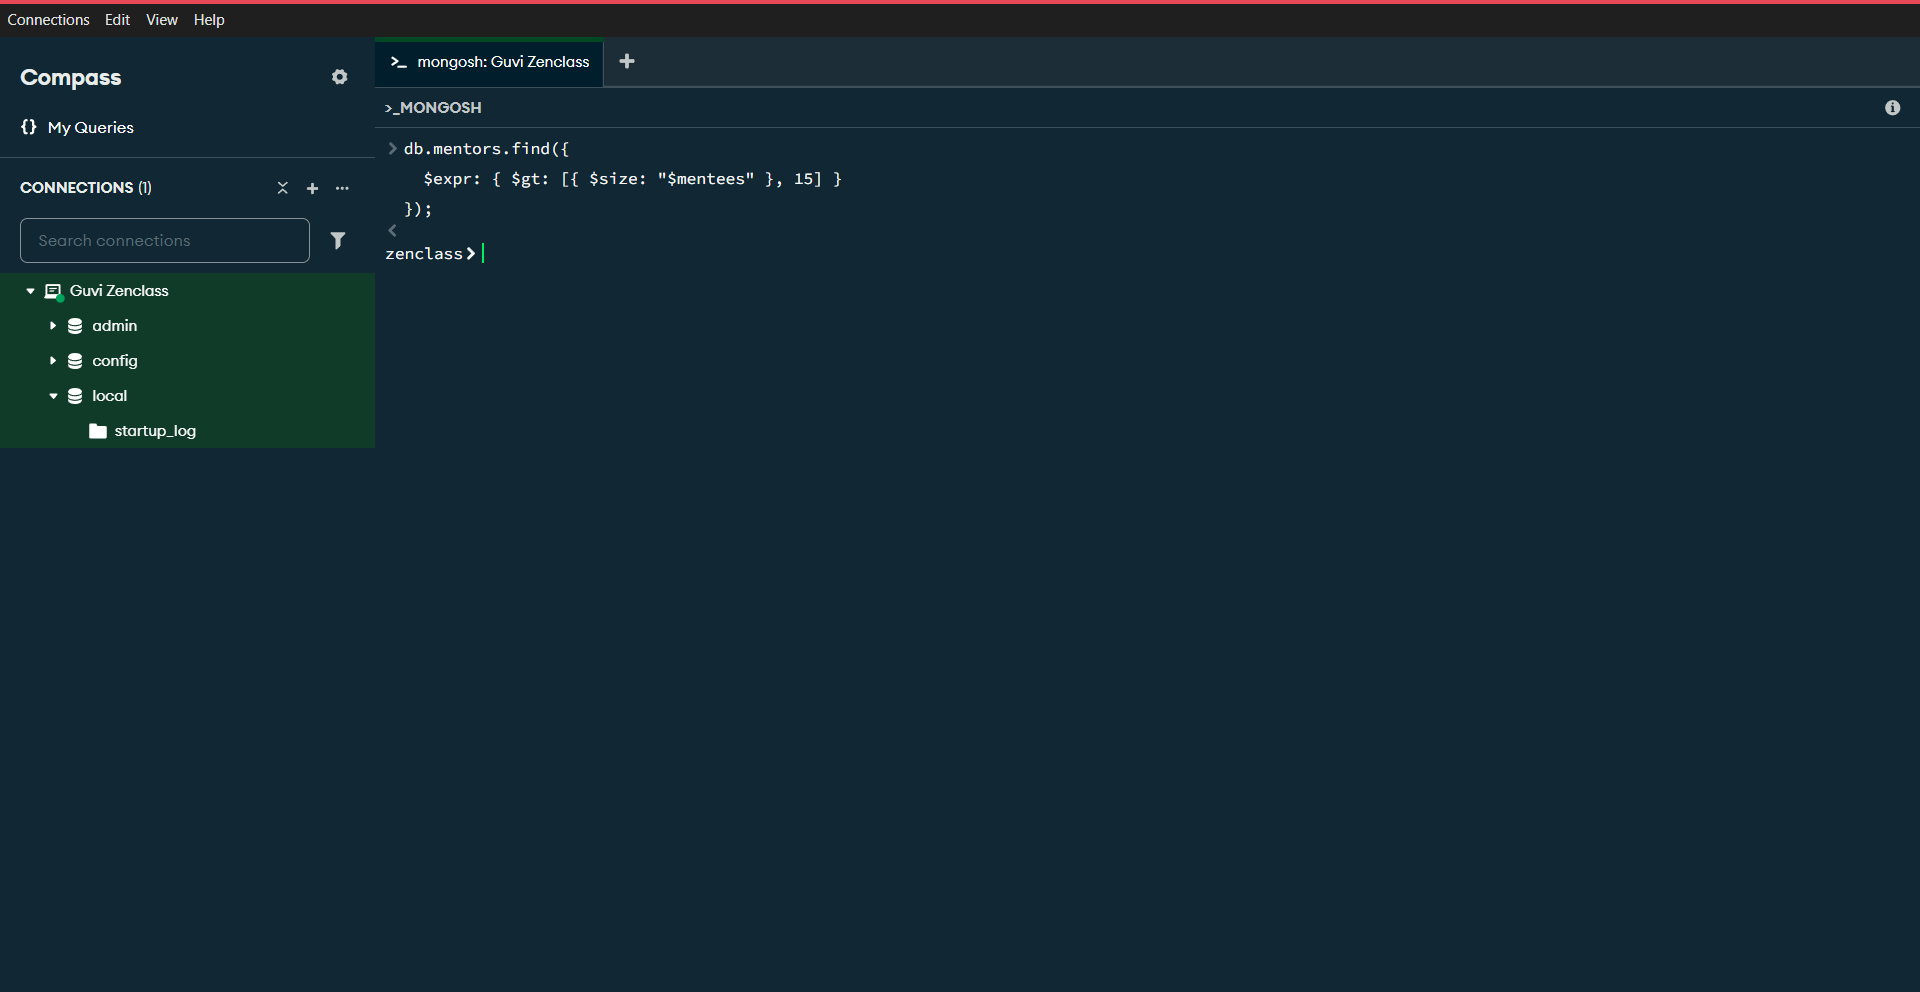 Connections Edit View Help
Compass
{} My Queries
CONNECTIONS (1)
Search connections
Guvi Zenclass
admin
config
local
startup_log
>_ mongosh: Guvi Zenclass +
>_MONGOSH
> db.mentors.find({
$expr: { $gt: [{ $size: "$mentees" }, 15] }
});
<
zenclass>